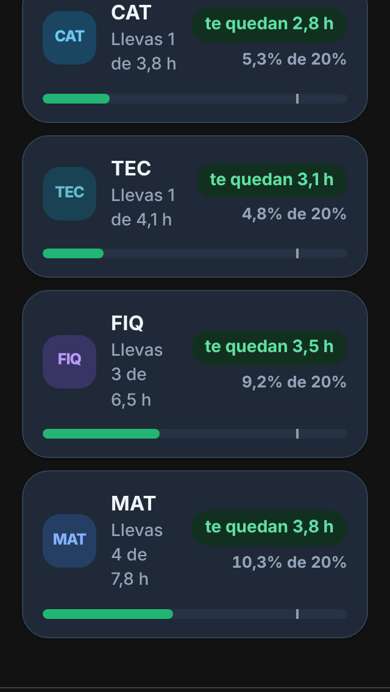 CAT
CAT
Llevas 1
de 3,8 h
te quedan 2,8 h
5,3% de 20%
TEC
TEC
Llevas 1
de 4,1 h
te quedan 3,1 h
4,8% de 20%
FIQ
FIQ
Llevas
3 de
6,5 h
te quedan 3,5 h
9,2% de 20%
MAT
MAT
Llevas
4 de
7,8 h
te quedan 3,8 h
10,3% de 20%